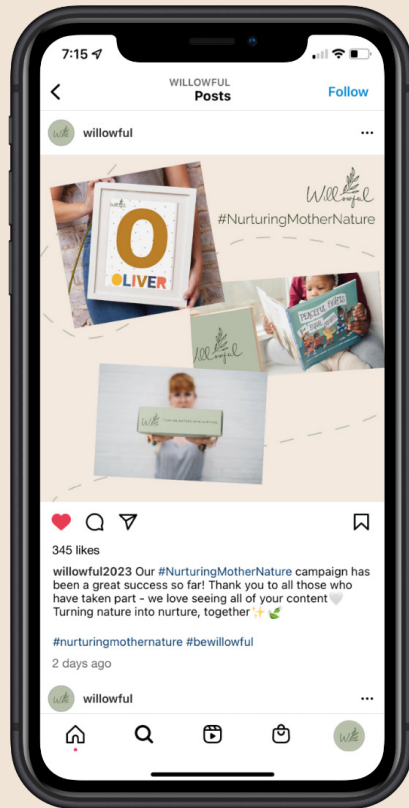 7:15
WILLOWFUL
Posts
Follow
willowful
Willowful
#NurturingMotherNature
O
OLIVER
PEACEFUL FIGHTERS
Willowful
Willowful
345 likes
willowful2023 Our #NurturingMotherNature campaign has
been a great success so far! Thank you to all those who
have taken part - we love seeing all of your content🤍
Turning nature into nurture, together✨🌿
#nurturingmothernature #bewillowful
2 days ago
willowful